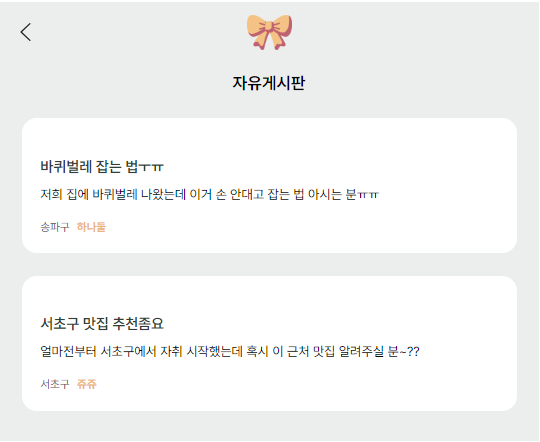 자유게시판
바퀴벌레 잡는 법ㅜㅠ
저희 집에 바퀴벌레 나왔는데 이거 손 안대고 잡는 법 아시는 분ㅠㅠ
송파구 하나둘
서초구 맛집 추천좀요
얼마전부터 서초구에서 자취 시작했는데 혹시 이 근처 맛집 알려주실 분~??
서초구 쥬쥬